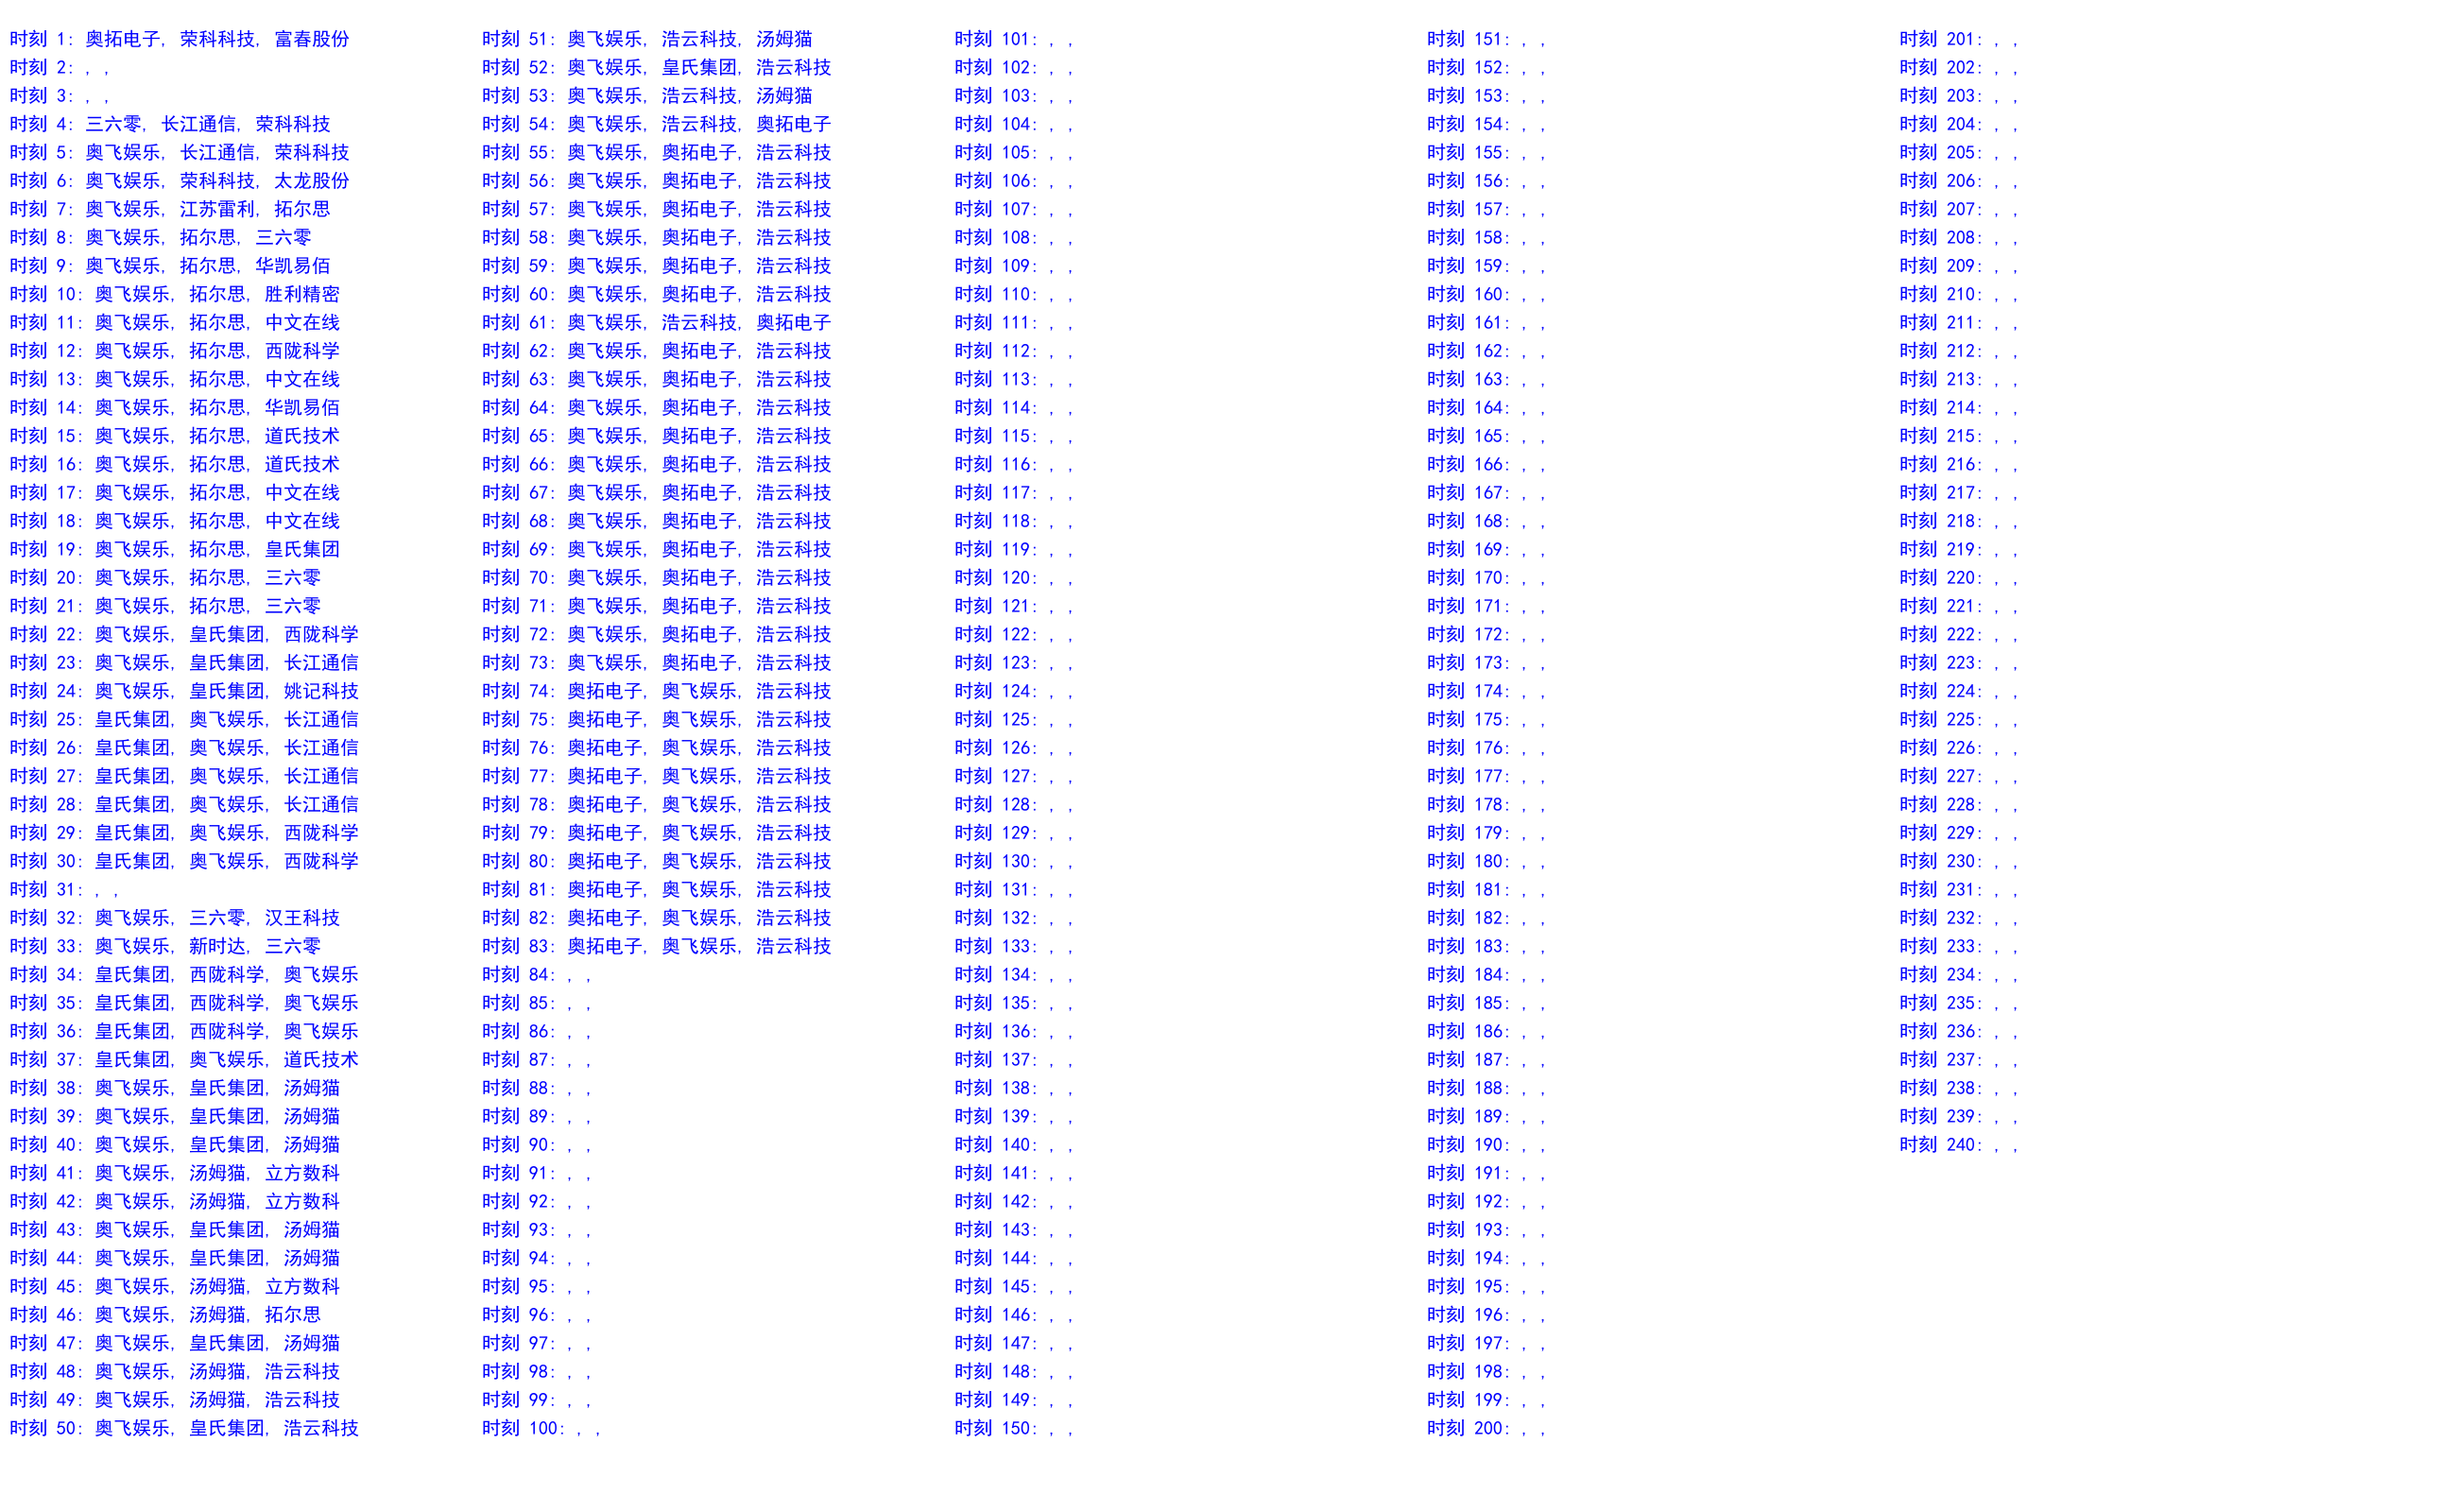 时刻 1: 奥拓电子, 荣科科技, 富春股份
时刻 2: , ,
时刻 3: , ,
时刻 4: 三六零, 长江通信, 荣科科技
时刻 5: 奥飞娱乐, 长江通信, 荣科科技
时刻 6: 奥飞娱乐, 荣科科技, 太龙股份
时刻 7: 奥飞娱乐, 江苏雷利, 拓尔思
时刻 8: 奥飞娱乐, 拓尔思, 三六零
时刻 9: 奥飞娱乐, 拓尔思, 华凯易佰
时刻 10: 奥飞娱乐, 拓尔思, 胜利精密
时刻 11: 奥飞娱乐, 拓尔思, 中文在线
时刻 12: 奥飞娱乐, 拓尔思, 西陇科学
时刻 13: 奥飞娱乐, 拓尔思, 中文在线
时刻 14: 奥飞娱乐, 拓尔思, 华凯易佰
时刻 15: 奥飞娱乐, 拓尔思, 道氏技术
时刻 16: 奥飞娱乐, 拓尔思, 道氏技术
时刻 17: 奥飞娱乐, 拓尔思, 中文在线
时刻 18: 奥飞娱乐, 拓尔思, 中文在线
时刻 19: 奥飞娱乐, 拓尔思, 皇氏集团
时刻 20: 奥飞娱乐, 拓尔思, 三六零
时刻 21: 奥飞娱乐, 拓尔思, 三六零
时刻 22: 奥飞娱乐, 皇氏集团, 西陇科学
时刻 23: 奥飞娱乐, 皇氏集团, 长江通信
时刻 24: 奥飞娱乐, 皇氏集团, 姚记科技
时刻 25: 皇氏集团, 奥飞娱乐, 长江通信
时刻 26: 皇氏集团, 奥飞娱乐, 长江通信
时刻 27: 皇氏集团, 奥飞娱乐, 长江通信
时刻 28: 皇氏集团, 奥飞娱乐, 长江通信
时刻 29: 皇氏集团, 奥飞娱乐, 西陇科学
时刻 30: 皇氏集团, 奥飞娱乐, 西陇科学
时刻 31: , ,
时刻 32: 奥飞娱乐, 三六零, 汉王科技
时刻 33: 奥飞娱乐, 新时达, 三六零
时刻 34: 皇氏集团, 西陇科学, 奥飞娱乐
时刻 35: 皇氏集团, 西陇科学, 奥飞娱乐
时刻 36: 皇氏集团, 西陇科学, 奥飞娱乐
时刻 37: 皇氏集团, 奥飞娱乐, 道氏技术
时刻 38: 奥飞娱乐, 皇氏集团, 汤姆猫
时刻 39: 奥飞娱乐, 皇氏集团, 汤姆猫
时刻 40: 奥飞娱乐, 皇氏集团, 汤姆猫
时刻 41: 奥飞娱乐, 汤姆猫, 立方数科
时刻 42: 奥飞娱乐, 汤姆猫, 立方数科
时刻 43: 奥飞娱乐, 皇氏集团, 汤姆猫
时刻 44: 奥飞娱乐, 皇氏集团, 汤姆猫
时刻 45: 奥飞娱乐, 汤姆猫, 立方数科
时刻 46: 奥飞娱乐, 汤姆猫, 拓尔思
时刻 47: 奥飞娱乐, 皇氏集团, 汤姆猫
时刻 48: 奥飞娱乐, 汤姆猫, 浩云科技
时刻 49: 奥飞娱乐, 汤姆猫, 浩云科技
时刻 50: 奥飞娱乐, 皇氏集团, 浩云科技
时刻 51: 奥飞娱乐, 浩云科技, 汤姆猫
时刻 52: 奥飞娱乐, 皇氏集团, 浩云科技
时刻 53: 奥飞娱乐, 浩云科技, 汤姆猫
时刻 54: 奥飞娱乐, 浩云科技, 奥拓电子
时刻 55: 奥飞娱乐, 奥拓电子, 浩云科技
时刻 56: 奥飞娱乐, 奥拓电子, 浩云科技
时刻 57: 奥飞娱乐, 奥拓电子, 浩云科技
时刻 58: 奥飞娱乐, 奥拓电子, 浩云科技
时刻 59: 奥飞娱乐, 奥拓电子, 浩云科技
时刻 60: 奥飞娱乐, 奥拓电子, 浩云科技
时刻 61: 奥飞娱乐, 浩云科技, 奥拓电子
时刻 62: 奥飞娱乐, 奥拓电子, 浩云科技
时刻 63: 奥飞娱乐, 奥拓电子, 浩云科技
时刻 64: 奥飞娱乐, 奥拓电子, 浩云科技
时刻 65: 奥飞娱乐, 奥拓电子, 浩云科技
时刻 66: 奥飞娱乐, 奥拓电子, 浩云科技
时刻 67: 奥飞娱乐, 奥拓电子, 浩云科技
时刻 68: 奥飞娱乐, 奥拓电子, 浩云科技
时刻 69: 奥飞娱乐, 奥拓电子, 浩云科技
时刻 70: 奥飞娱乐, 奥拓电子, 浩云科技
时刻 71: 奥飞娱乐, 奥拓电子, 浩云科技
时刻 72: 奥飞娱乐, 奥拓电子, 浩云科技
时刻 73: 奥飞娱乐, 奥拓电子, 浩云科技
时刻 74: 奥拓电子, 奥飞娱乐, 浩云科技
时刻 75: 奥拓电子, 奥飞娱乐, 浩云科技
时刻 76: 奥拓电子, 奥飞娱乐, 浩云科技
时刻 77: 奥拓电子, 奥飞娱乐, 浩云科技
时刻 78: 奥拓电子, 奥飞娱乐, 浩云科技
时刻 79: 奥拓电子, 奥飞娱乐, 浩云科技
时刻 80: 奥拓电子, 奥飞娱乐, 浩云科技
时刻 81: 奥拓电子, 奥飞娱乐, 浩云科技
时刻 82: 奥拓电子, 奥飞娱乐, 浩云科技
时刻 83: 奥拓电子, 奥飞娱乐, 浩云科技
时刻 84: , ,
时刻 85: , ,
时刻 86: , ,
时刻 87: , ,
时刻 88: , ,
时刻 89: , ,
时刻 90: , ,
时刻 91: , ,
时刻 92: , ,
时刻 93: , ,
时刻 94: , ,
时刻 95: , ,
时刻 96: , ,
时刻 97: , ,
时刻 98: , ,
时刻 99: , ,
时刻 100: , ,
时刻 101: , ,
时刻 102: , ,
时刻 103: , ,
时刻 104: , ,
时刻 105: , ,
时刻 106: , ,
时刻 107: , ,
时刻 108: , ,
时刻 109: , ,
时刻 110: , ,
时刻 111: , ,
时刻 112: , ,
时刻 113: , ,
时刻 114: , ,
时刻 115: , ,
时刻 116: , ,
时刻 117: , ,
时刻 118: , ,
时刻 119: , ,
时刻 120: , ,
时刻 121: , ,
时刻 122: , ,
时刻 123: , ,
时刻 124: , ,
时刻 125: , ,
时刻 126: , ,
时刻 127: , ,
时刻 128: , ,
时刻 129: , ,
时刻 130: , ,
时刻 131: , ,
时刻 132: , ,
时刻 133: , ,
时刻 134: , ,
时刻 135: , ,
时刻 136: , ,
时刻 137: , ,
时刻 138: , ,
时刻 139: , ,
时刻 140: , ,
时刻 141: , ,
时刻 142: , ,
时刻 143: , ,
时刻 144: , ,
时刻 145: , ,
时刻 146: , ,
时刻 147: , ,
时刻 148: , ,
时刻 149: , ,
时刻 150: , ,
时刻 151: , ,
时刻 152: , ,
时刻 153: , ,
时刻 154: , ,
时刻 155: , ,
时刻 156: , ,
时刻 157: , ,
时刻 158: , ,
时刻 159: , ,
时刻 160: , ,
时刻 161: , ,
时刻 162: , ,
时刻 163: , ,
时刻 164: , ,
时刻 165: , ,
时刻 166: , ,
时刻 167: , ,
时刻 168: , ,
时刻 169: , ,
时刻 170: , ,
时刻 171: , ,
时刻 172: , ,
时刻 173: , ,
时刻 174: , ,
时刻 175: , ,
时刻 176: , ,
时刻 177: , ,
时刻 178: , ,
时刻 179: , ,
时刻 180: , ,
时刻 181: , ,
时刻 182: , ,
时刻 183: , ,
时刻 184: , ,
时刻 185: , ,
时刻 186: , ,
时刻 187: , ,
时刻 188: , ,
时刻 189: , ,
时刻 190: , ,
时刻 191: , ,
时刻 192: , ,
时刻 193: , ,
时刻 194: , ,
时刻 195: , ,
时刻 196: , ,
时刻 197: , ,
时刻 198: , ,
时刻 199: , ,
时刻 200: , ,
时刻 201: , ,
时刻 202: , ,
时刻 203: , ,
时刻 204: , ,
时刻 205: , ,
时刻 206: , ,
时刻 207: , ,
时刻 208: , ,
时刻 209: , ,
时刻 210: , ,
时刻 211: , ,
时刻 212: , ,
时刻 213: , ,
时刻 214: , ,
时刻 215: , ,
时刻 216: , ,
时刻 217: , ,
时刻 218: , ,
时刻 219: , ,
时刻 220: , ,
时刻 221: , ,
时刻 222: , ,
时刻 223: , ,
时刻 224: , ,
时刻 225: , ,
时刻 226: , ,
时刻 227: , ,
时刻 228: , ,
时刻 229: , ,
时刻 230: , ,
时刻 231: , ,
时刻 232: , ,
时刻 233: , ,
时刻 234: , ,
时刻 235: , ,
时刻 236: , ,
时刻 237: , ,
时刻 238: , ,
时刻 239: , ,
时刻 240: , ,